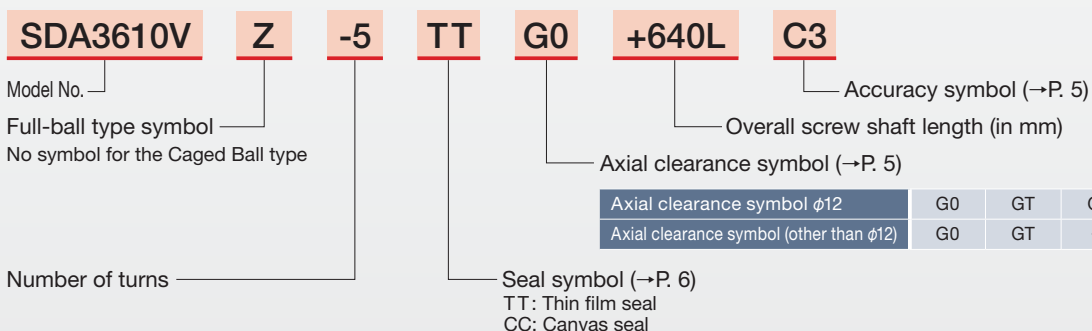 SDA3610V Z -5 TT G0 +640L C3
Model No.
Accuracy symbol (→P. 5)
Full-ball type symbol
No symbol for the Caged Ball type
Overall screw shaft length (in mm)
Axial clearance symbol (→P. 5)
Axial clearance symbol φ12 G0 GT
Axial clearance symbol (other than φ12) G0 GT
Number of turns
Seal symbol (→P. 6)
TT: Thin film seal
CC: Canvas seal